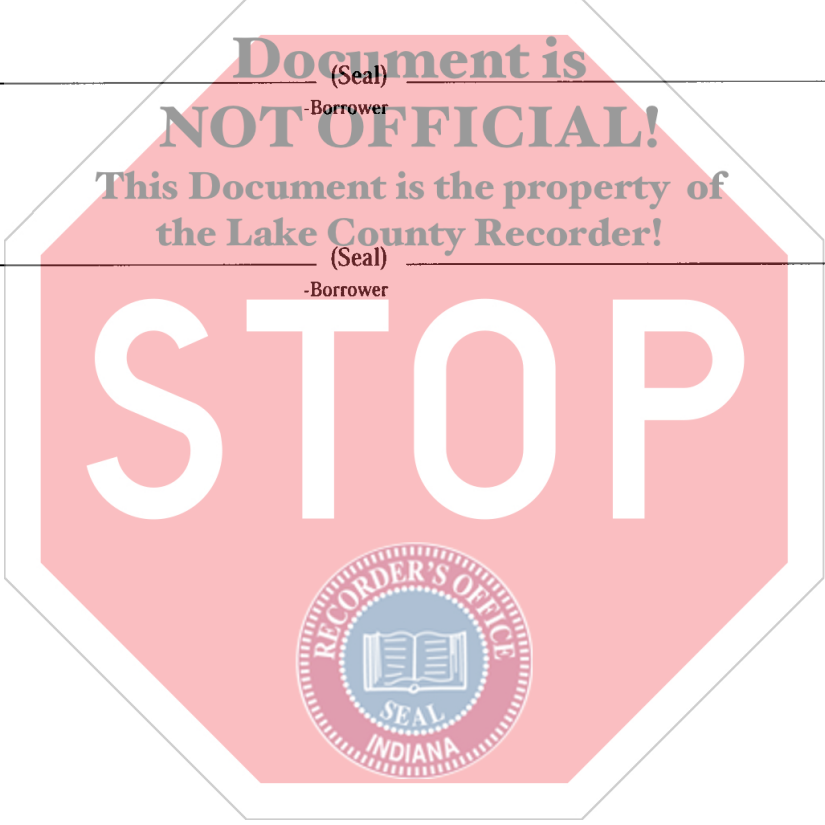 Document is
(Seal)
-Borrower
NOT OFFICIAL!
This Document is the property of
the Lake County Recorder!
(Seal)
-Borrower
STOP
RECORDER'S OFFICE
SEAL
INDIANA